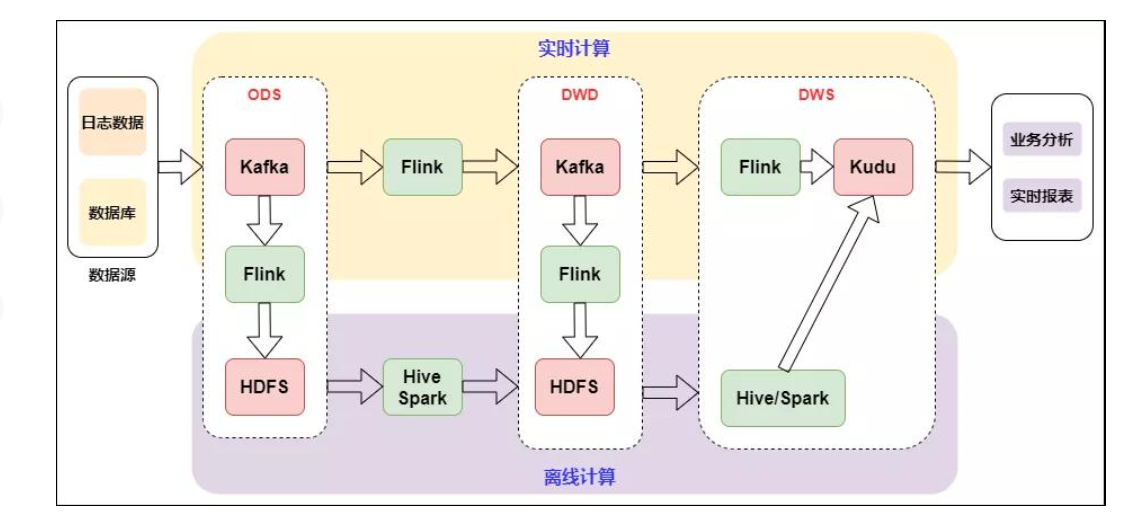 实时计算
ODS
DWD
DWS
日志数据
数据库
数据源
Kafka
Flink
Kafka
Flink
Kudu
业务分析
实时报表
Flink
Flink
HDFS
Hive
Spark
HDFS
Hive/Spark
离线计算